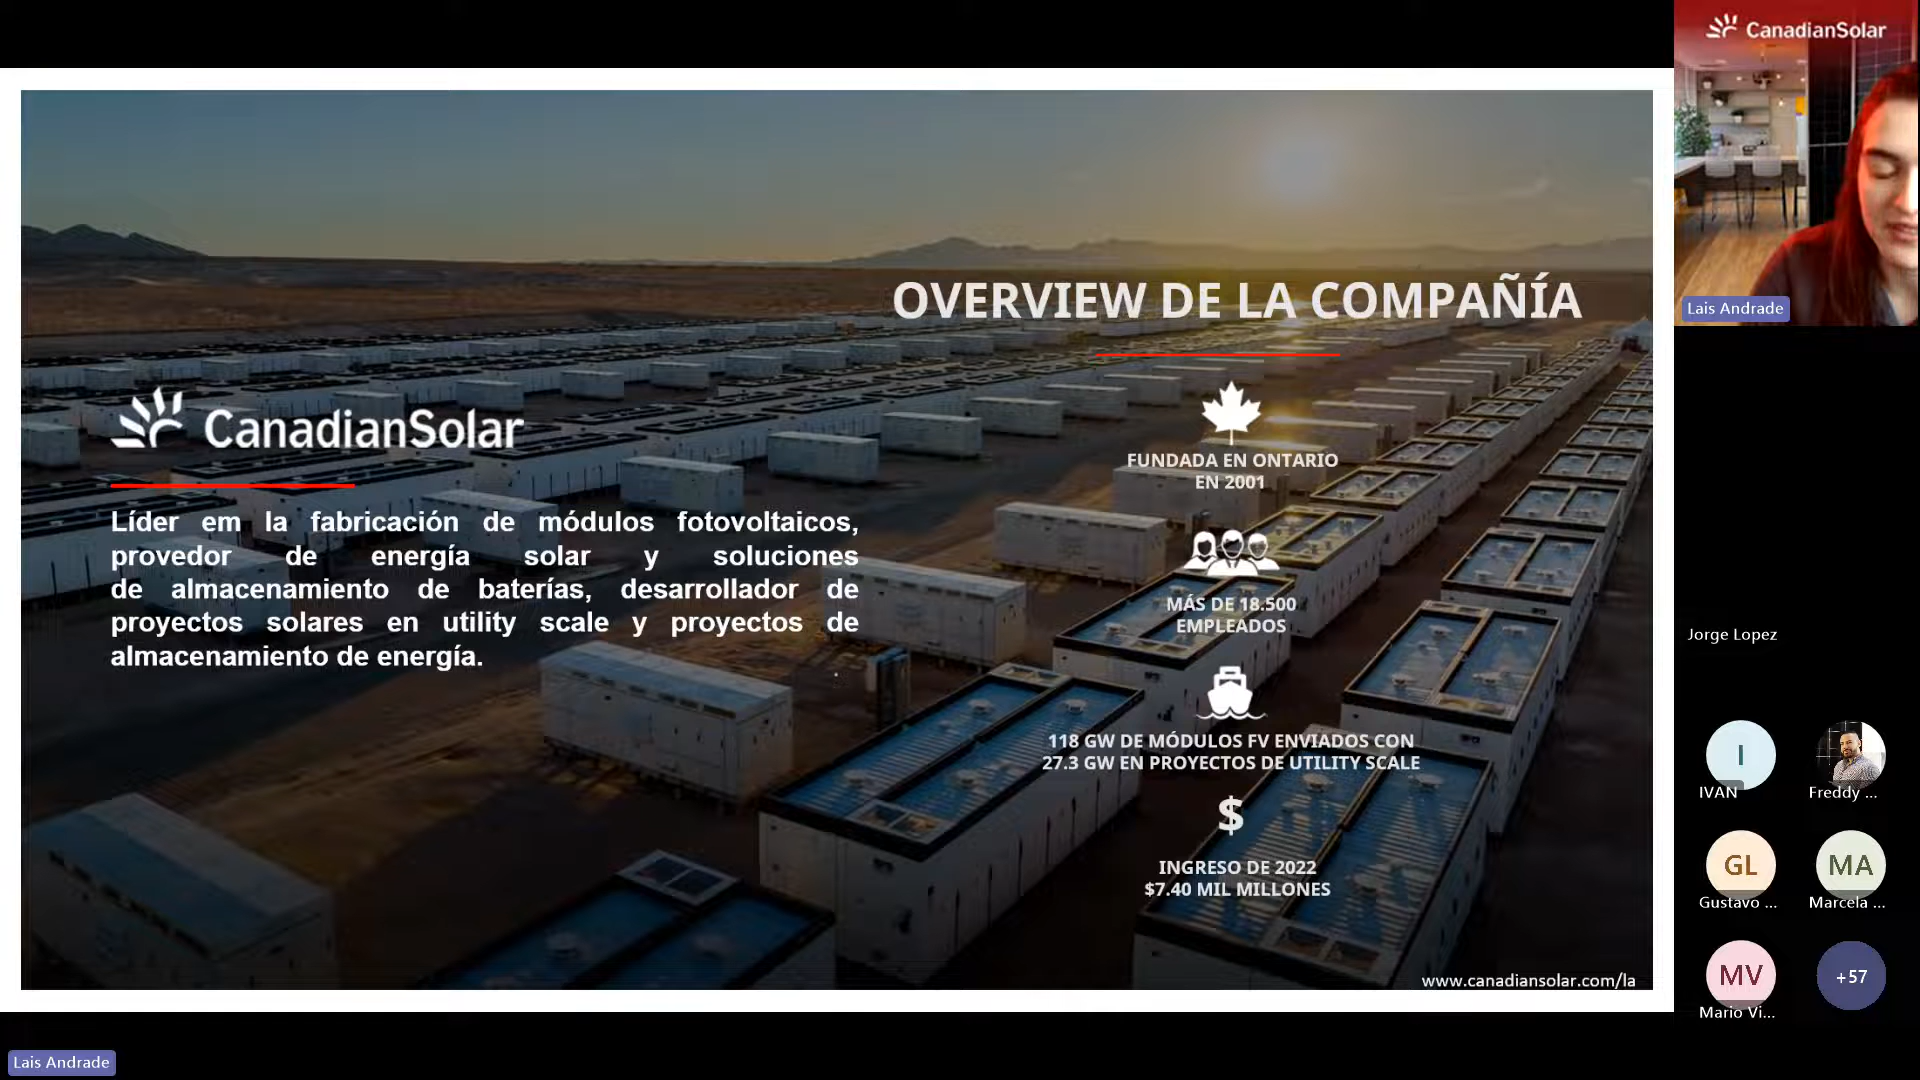 CanadianSolar
OVERVIEW DE LA COMPAÑÍA
CanadianSolar
Líder em la fabricación de módulos fotovoltaicos,
provedor de energía solar y soluciones
de almacenamiento de baterías, desarrollador de
proyectos solares en utility scale y proyectos de
almacenamiento de energía.
FUNDADA EN ONTARIO
EN 2001
MÁS DE 18.500
EMPLEADOS
118 GW DE MÓDULOS FV ENVIADOS CON
27.3 GW EN PROYECTOS DE UTILITY SCALE
$
INGRESO DE 2022
$7.40 MIL MILLONES
www.canadiansolar.com/la
Lais Andrade
Jorge Lopez
I
IVAN
Freddy ...
GL
Gustavo ...
MA
Marcela ...
MV
Mario Vi...
+57
Lais Andrade